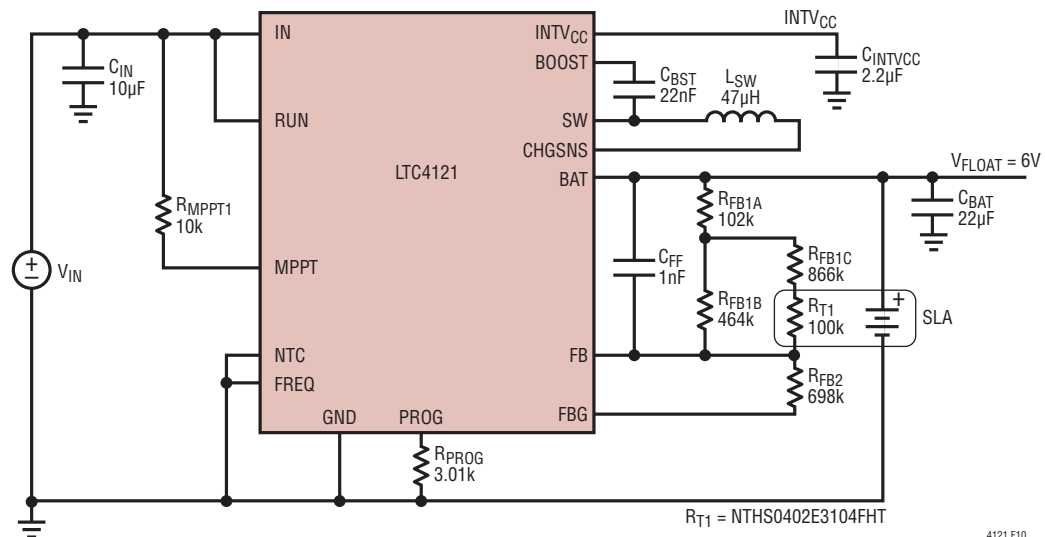 IN
RUN
MPPT
NTC
FREQ
GND
PROG
LTC4121
INTVCC
BOOST
SW
CHGSNS
BAT
FB
FBG
VIN
CIN
10µF
RMPPT1
10k
RPROG
3.01k
INTVCC
CINTVCC
2.2µF
CBST
22nF
LSW
47µH
VFLOAT = 6V
CBAT
22µF
RFB1A
102k
CFF
1nF
RFB1B
464k
RFB1C
866k
RT1
100k
SLA
RFB2
698k
RT1 = NTHS0402E3104FHT
4121 F10